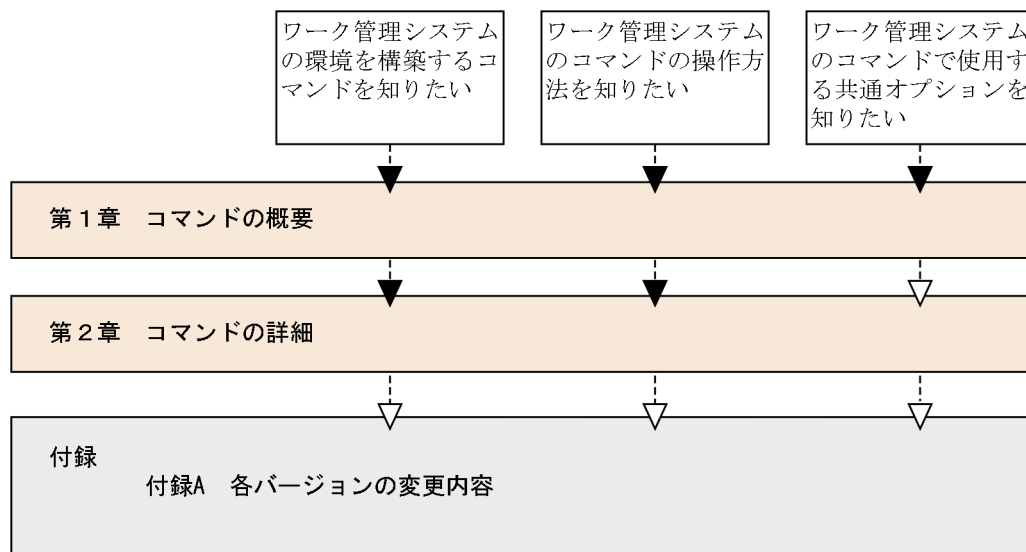 ワーク管理システム
の環境を構築するコ
マンドを知りたい
ワーク管理システム
のコマンドの操作方
法を知りたい
ワーク管理システム
のコマンドで使用す
る共通オプションを
知りたい
第1章 コマンドの概要
第2章 コマンドの詳細
付録
付録A 各バージョンの変更内容